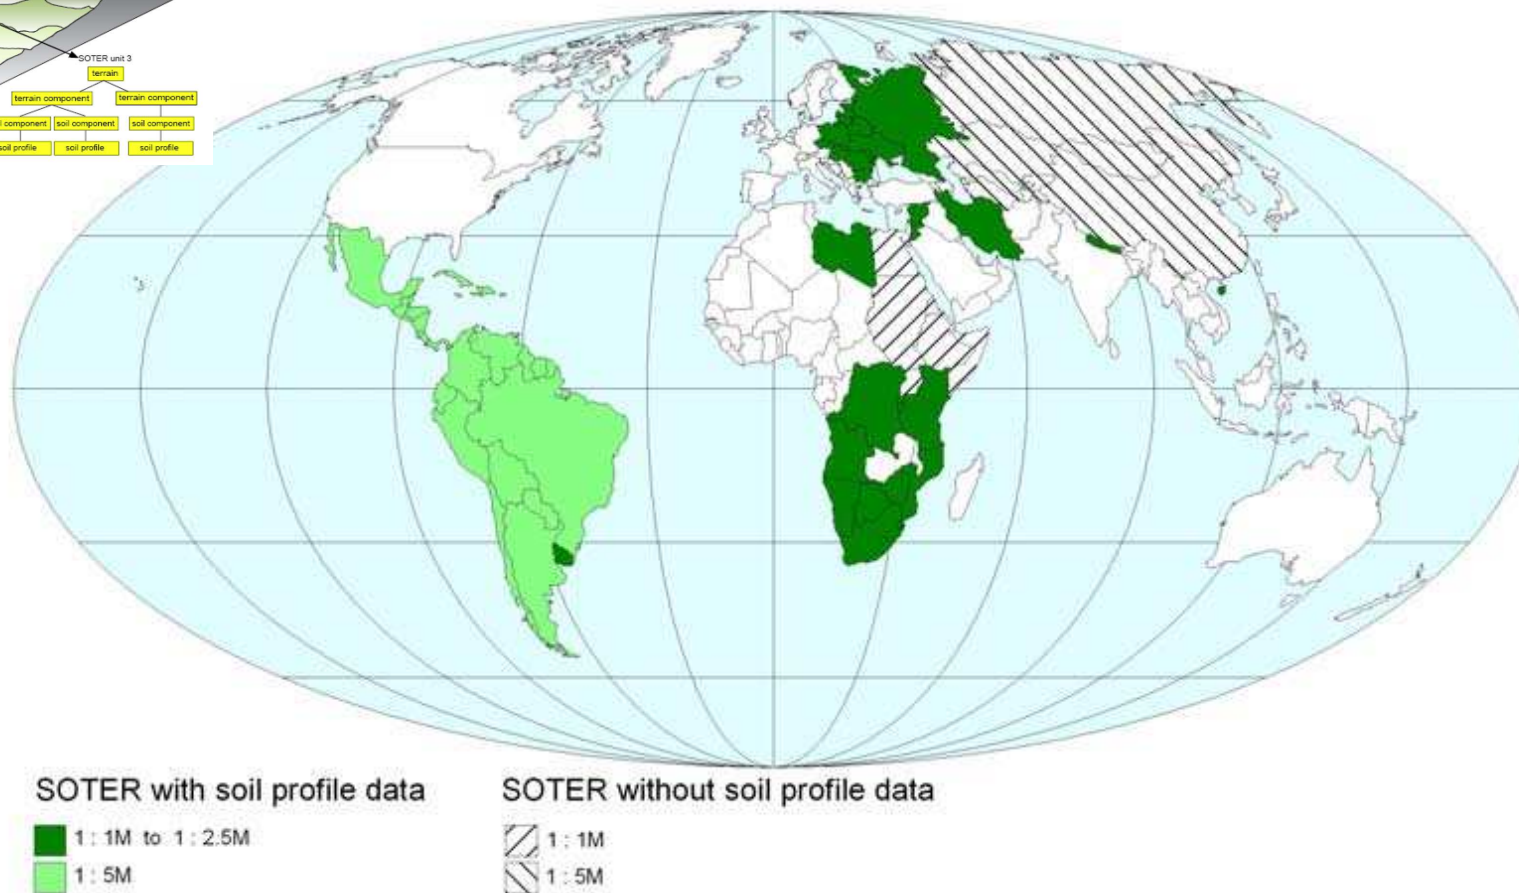 SOTER unit 3
terrain
terrain component terrain component
component soil component soil component
soil profile soil profile soil profile
SOTER with soil profile data
1 : 1M to 1 : 2.5M
1 : 5M
SOTER without soil profile data
1 : 1M
1 : 5M